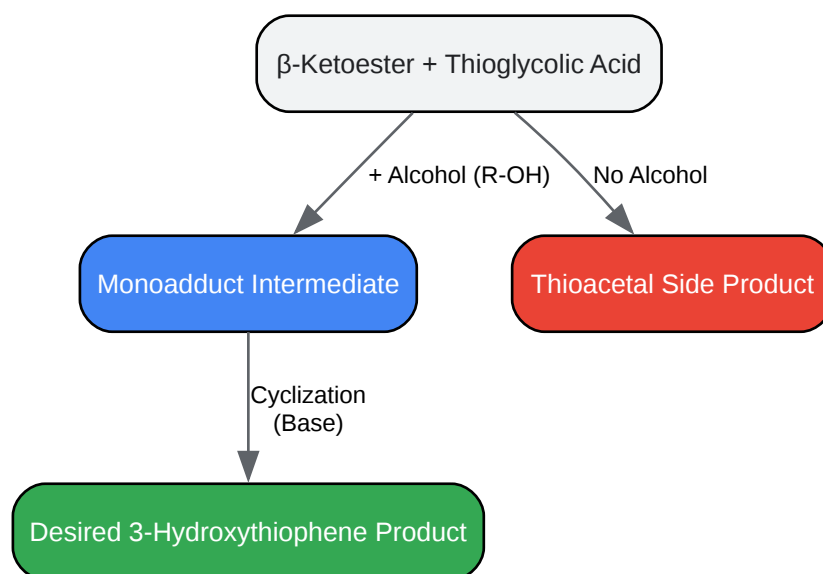 β-Ketoester + Thioglycolic Acid
+ Alcohol (R-OH)
No Alcohol
Monoadduct Intermediate
Thioacetal Side Product
Cyclization
(Base)
Desired 3-Hydroxythiophene Product